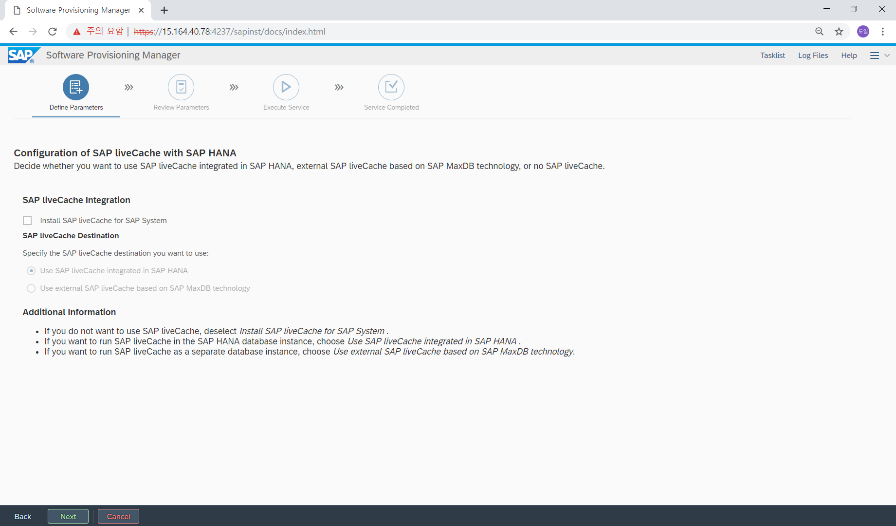 Software Provisioning Manager
주의 요함 | https://15.164.40.78:4237/sapinst/docs/index.html
SAP Software Provisioning Manager Tasklist Log Files Help
Define Parameters Review Parameters Execute Service Service Completed
Configuration of SAP liveCache with SAP HANA
Decide whether you want to use SAP liveCache integrated in SAP HANA, external SAP liveCache based on SAP MaxDB technology, or no SAP liveCache.
SAP liveCache Integration
Install SAP liveCache for SAP System
SAP liveCache Destination
Specify the SAP liveCache destination you want to use:
Use SAP liveCache integrated in SAP HANA
Use external SAP liveCache based on SAP MaxDB technology
Additional Information
• If you do not want to use SAP liveCache, deselect Install SAP liveCache for SAP System .
• If you want to run SAP liveCache in the SAP HANA database instance, choose Use SAP liveCache integrated in SAP HANA .
• If you want to run SAP liveCache as a separate database instance, choose Use external SAP liveCache based on SAP MaxDB technology.
Back Next Cancel